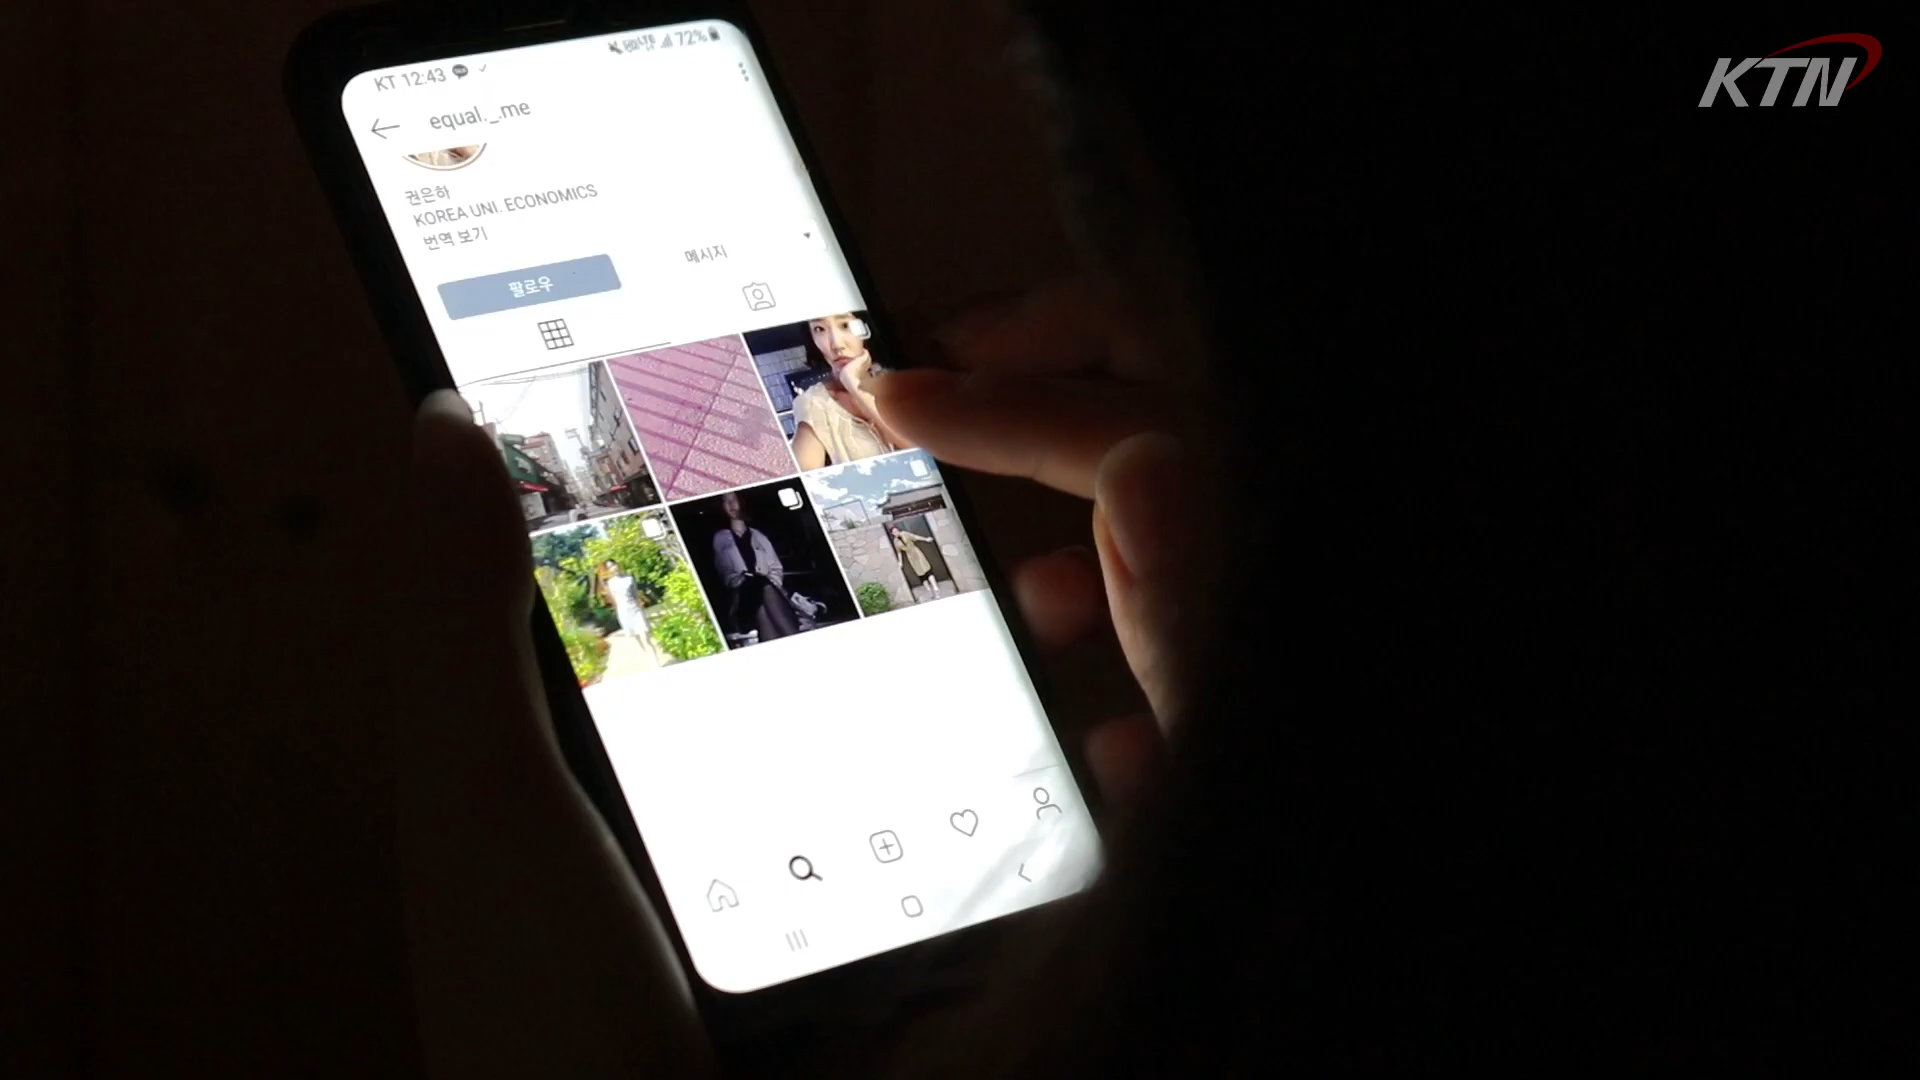 KTN
KT 12:43
72%
equal._.me
권은하
KOREA UNI. ECONOMICS
번역 보기
팔로우
메시지